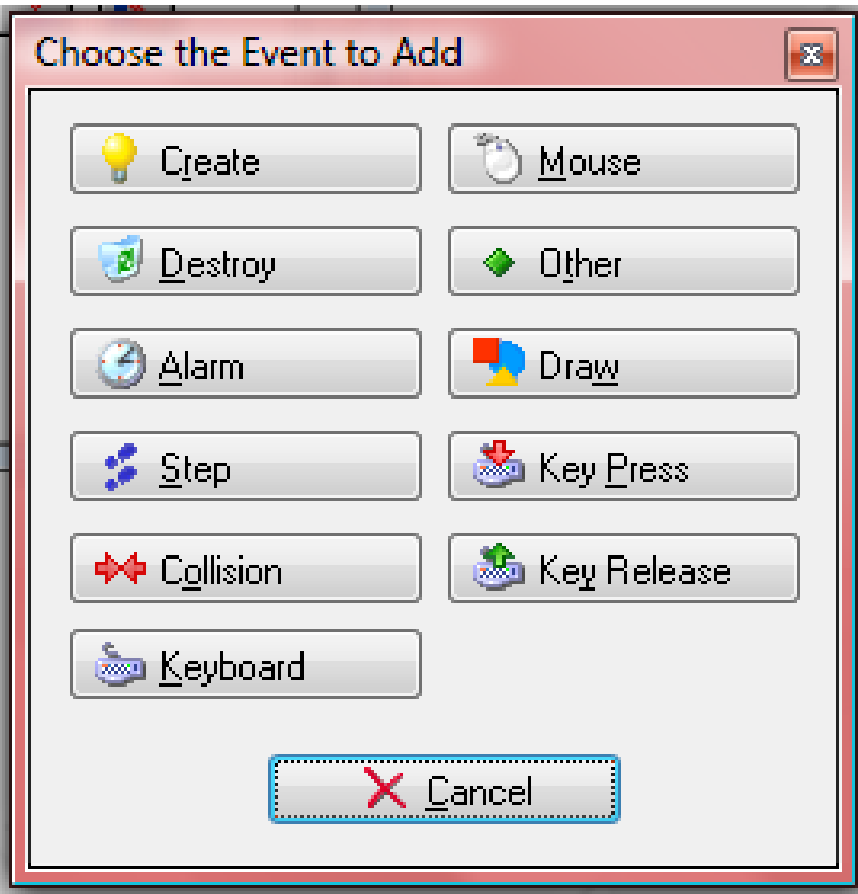 Choose the Event to Add
Create
Mouse
Destroy
Other
Alarm
Draw
Step
Key Press
Collision
Key Release
Keyboard
Cancel